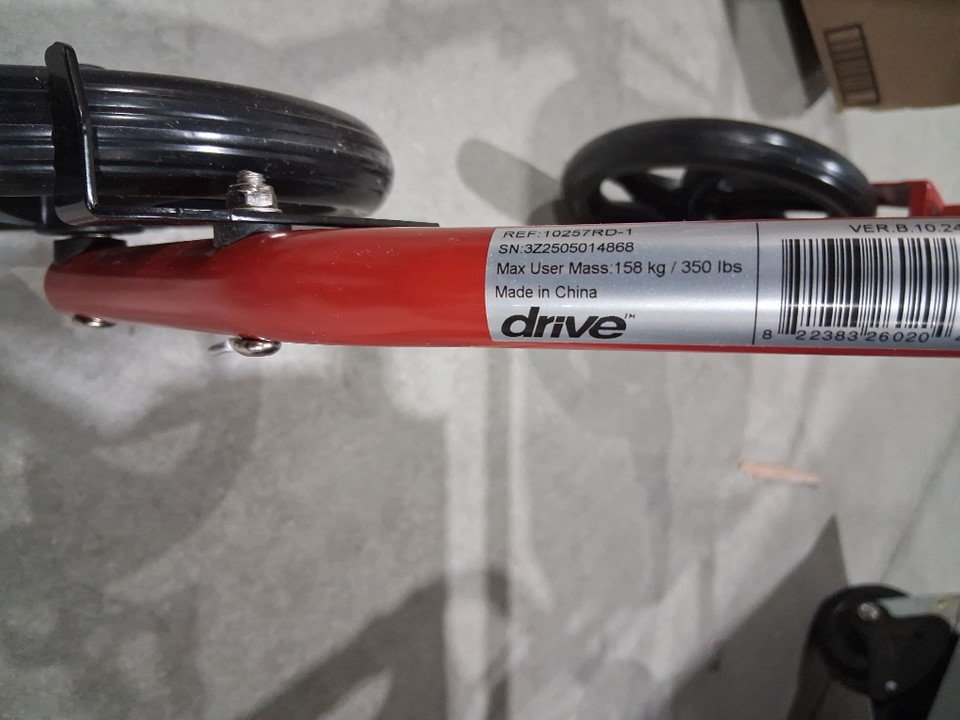 REF:10257RD-1
SN:3Z2505014868
Max User Mass:158 kg / 350 lbs
Made in China
drive™
VER.B.10.24
8 22383 26020